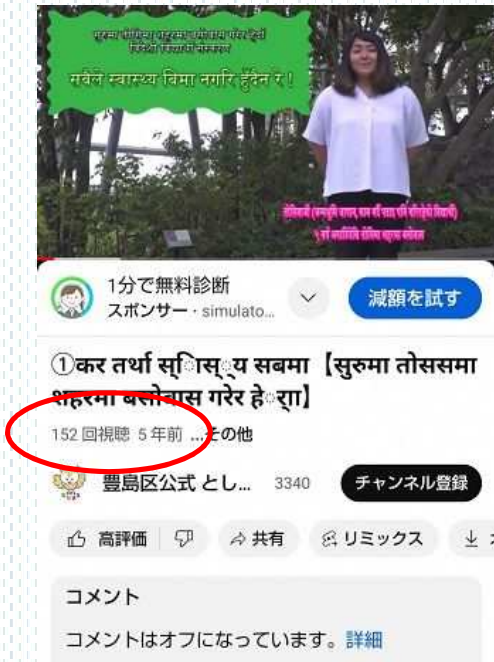 सबैले स्वास्थ्य बिमा नगरि हुँदैन रे !
1分で無料診断
スポンサー · simulato...
減額を試す
①कर तर्था स्ािस््य सबमा【सुरुमा तोससमा
शहरमा बसोबास गरेर हेर््ाा】
152 回視聴 5 年前 ...その他
豊島区公式 とし... 3340 チャンネル登録
高評価 共有 リミックス
コメント
コメントはオフになっています。詳細